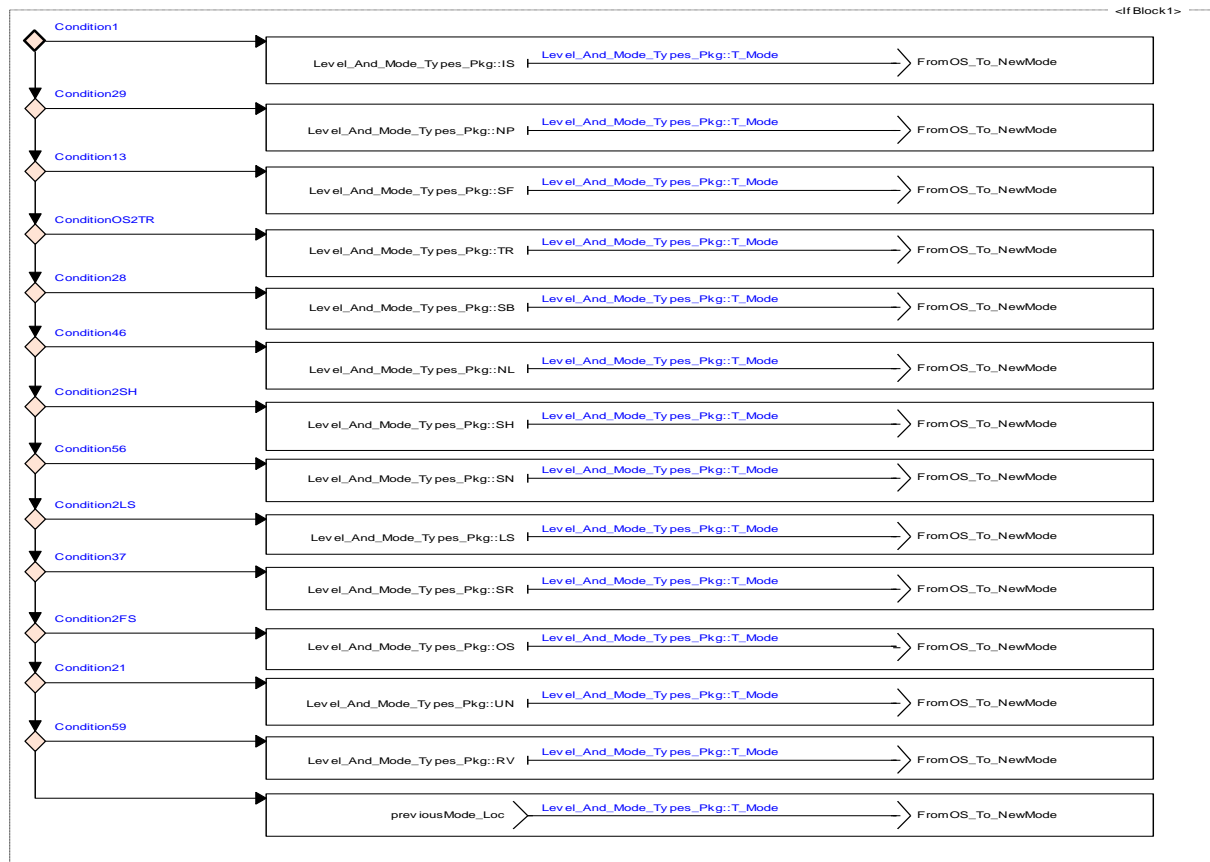 <If Block1>
Condition1
Level_And_Mode_Types_Pkg::IS Level_And_Mode_Types_Pkg::T_Mode FromOS_To_NewMode
Condition29
Level_And_Mode_Types_Pkg::NP Level_And_Mode_Types_Pkg::T_Mode FromOS_To_NewMode
Condition13
Level_And_Mode_Types_Pkg::SF Level_And_Mode_Types_Pkg::T_Mode FromOS_To_NewMode
ConditionOS2TR
Level_And_Mode_Types_Pkg::TR Level_And_Mode_Types_Pkg::T_Mode FromOS_To_NewMode
Condition28
Level_And_Mode_Types_Pkg::SB Level_And_Mode_Types_Pkg::T_Mode FromOS_To_NewMode
Condition46
Level_And_Mode_Types_Pkg::NL Level_And_Mode_Types_Pkg::T_Mode FromOS_To_NewMode
Condition2SH
Level_And_Mode_Types_Pkg::SH Level_And_Mode_Types_Pkg::T_Mode FromOS_To_NewMode
Condition56
Level_And_Mode_Types_Pkg::SN Level_And_Mode_Types_Pkg::T_Mode FromOS_To_NewMode
Condition2LS
Level_And_Mode_Types_Pkg::LS Level_And_Mode_Types_Pkg::T_Mode FromOS_To_NewMode
Condition37
Level_And_Mode_Types_Pkg::SR Level_And_Mode_Types_Pkg::T_Mode FromOS_To_NewMode
Condition2FS
Level_And_Mode_Types_Pkg::OS Level_And_Mode_Types_Pkg::T_Mode FromOS_To_NewMode
Condition21
Level_And_Mode_Types_Pkg::UN Level_And_Mode_Types_Pkg::T_Mode FromOS_To_NewMode
Condition59
Level_And_Mode_Types_Pkg::RV Level_And_Mode_Types_Pkg::T_Mode FromOS_To_NewMode
previousMode_Loc Level_And_Mode_Types_Pkg::T_Mode FromOS_To_NewMode